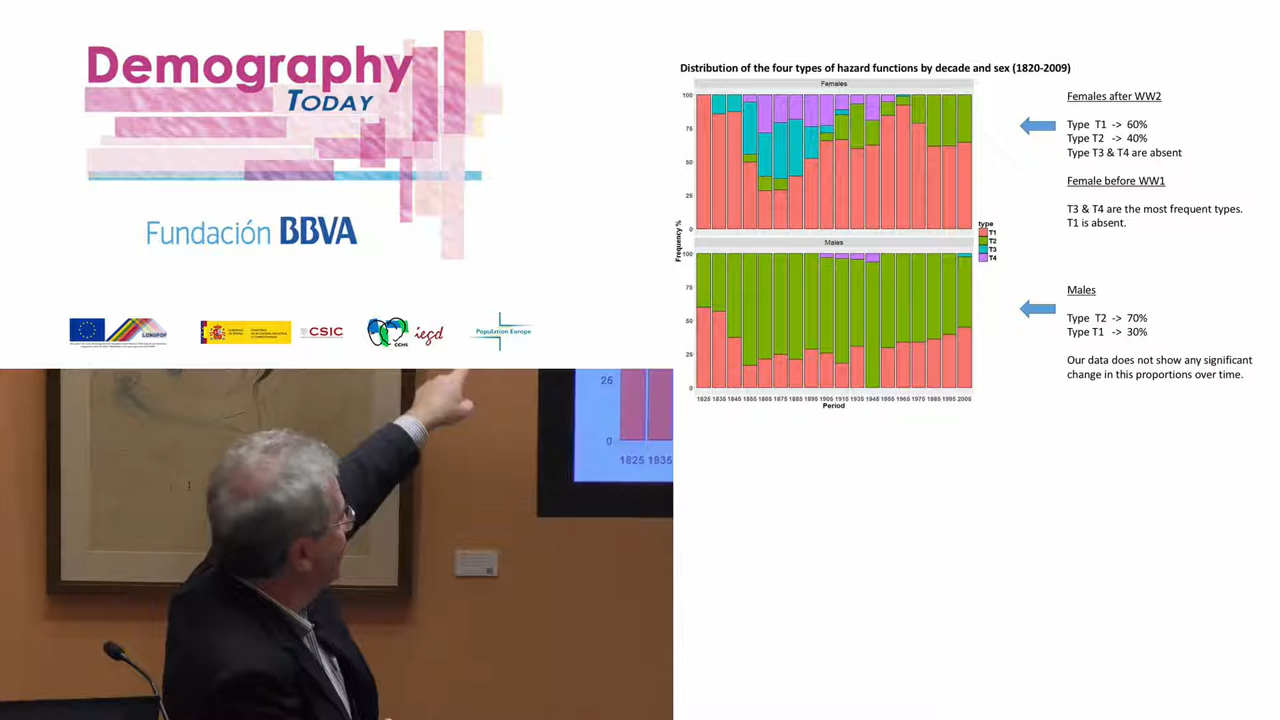 Demography
TODAY
Fundación BBVA
LONGPOP
CSIC
CCHS
iegd
Population Europe
Distribution of the four types of hazard functions by decade and sex (1820-2009)
Females
100
75
50
25
0
Males
100
75
50
25
0
Frequency %
1825 1835 1845 1855 1865 1875 1885 1895 1905 1915 1935 1945 1955 1965 1975 1985 1995 2005
Period
type
T1
T2
T3
T4
Females after WW2
Type T1 -> 60%
Type T2 -> 40%
Type T3 & T4 are absent
Female before WW1
T3 & T4 are the most frequent types.
T1 is absent.
Males
Type T2 -> 70%
Type T1 -> 30%
Our data does not show any significant
change in this proportions over time.
25
0
1825 1835